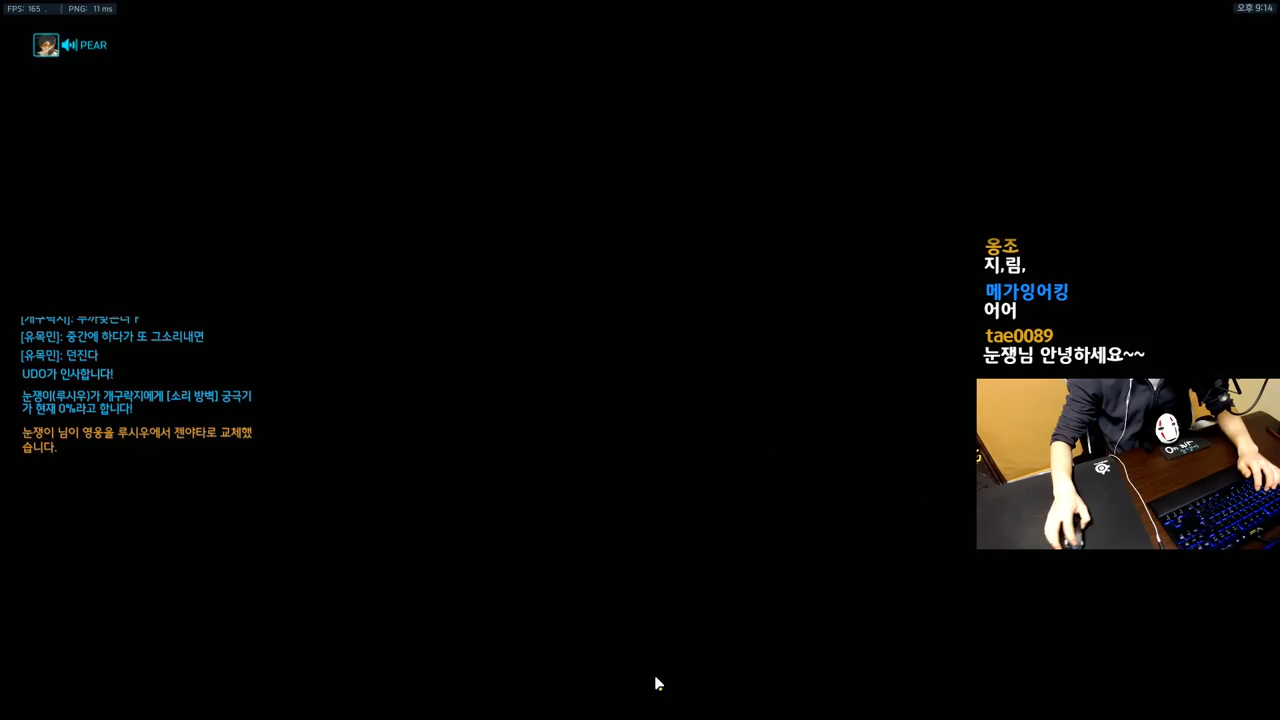 FPS: 165 . | PNG: 11 ms
오후 9:14
PEAR
옹조
지,림,
메가잉어킹
어어
tae0089
눈쟁님 안녕하세요~~
[유목민]: 중간에 하다가 또 그소리내면
[유목민]: 던진다
UDO가 인사합니다!
눈쟁이(루시우)가 개구락지에게 [소리 방벽] 궁극기
가 현재 0%라고 합니다!
눈쟁이 님이 영웅을 루시우에서 젠야타로 교체했
습니다.